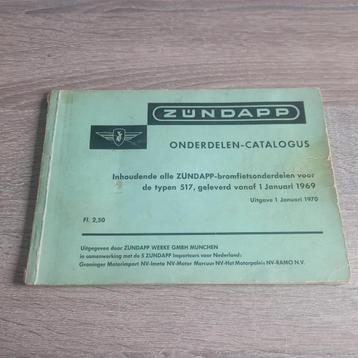 ZÜNDAPP
ONDERDELEN-CATALOGUS
Inhoudende alle ZÜNDAPP-bromfietsonderdelen voor
de typen 517, geleverd vanaf 1 Januari 1969
Uitgave 1 Januari 1970
Fl. 2,50
Uitgegeven door ZÜNDAPP WERKE GMBH MUNCHEN
in samenwerking met de 5 ZÜNDAPP Importeurs voor Nederland:
Groninger Motorimport NV-Imeta NV-Motor Mercuur NV-Het Motorpaleis NV-RAMO N.V.